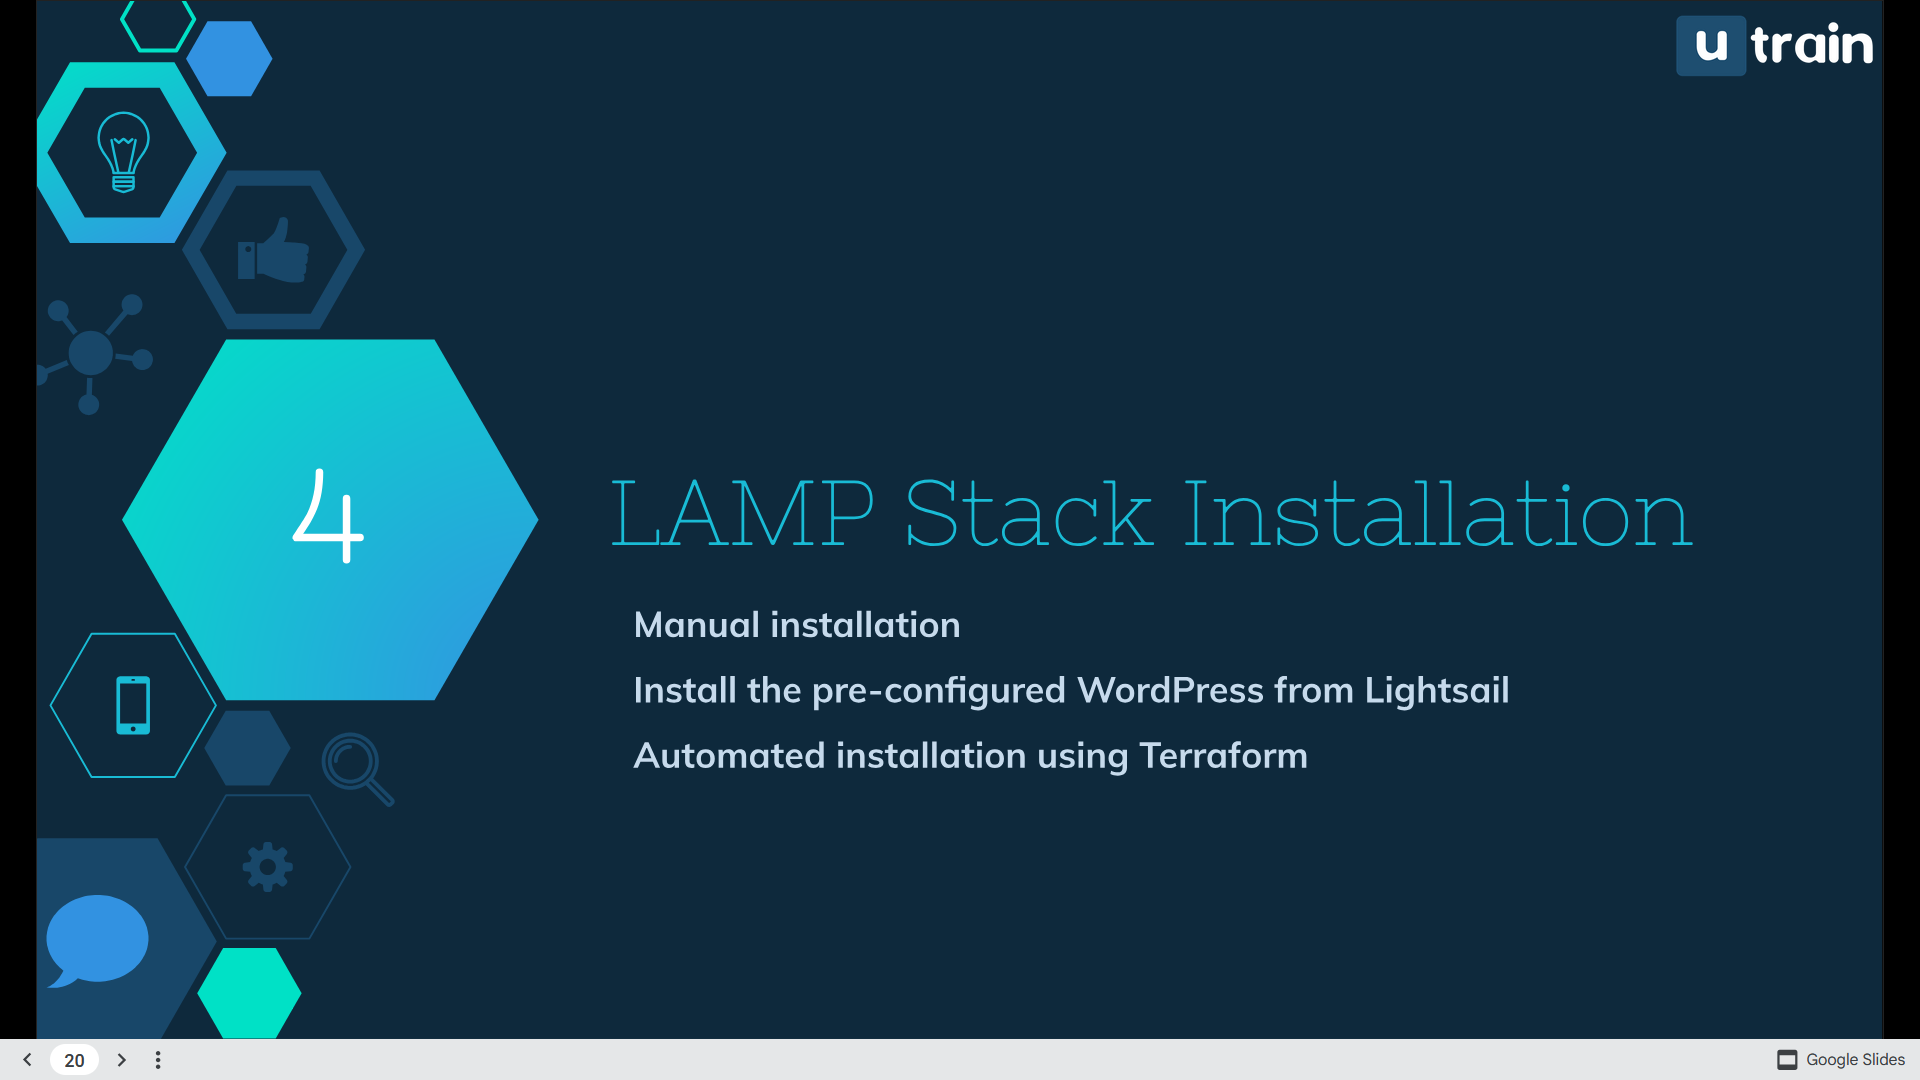 u train
4
LAMP Stack Installation
Manual installation
Install the pre-configured WordPress from Lightsail
Automated installation using Terraform
20
Google Slides